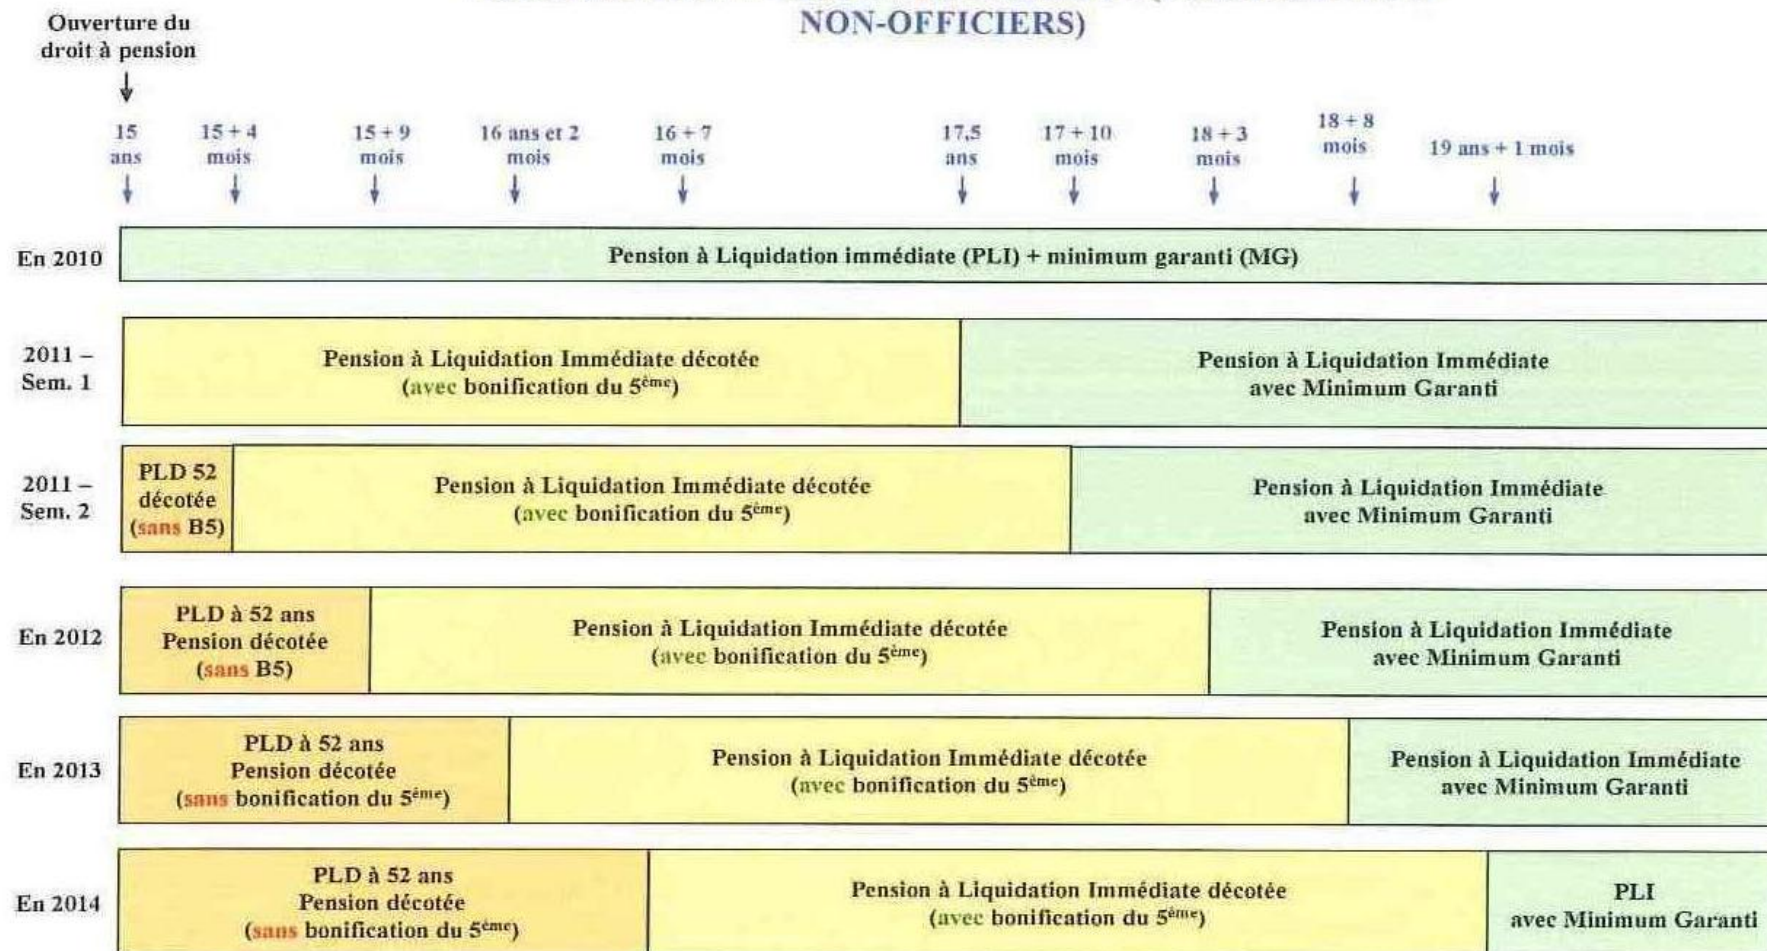 NON-OFFICIERS)
Ouverture du
droit à pension
15
ans
15 + 4
mois
15 + 9
mois
16 ans et 2
mois
16 + 7
mois
17,5
ans
17 + 10
mois
18 + 3
mois
18 + 8
mois
19 ans + 1 mois
En 2010
Pension à Liquidation immédiate (PLI) + minimum garanti (MG)
2011 –
Sem. 1
Pension à Liquidation Immédiate décotée
(avec bonification du 5ème)
Pension à Liquidation Immédiate
avec Minimum Garanti
2011 –
Sem. 2
PLD 52
décotée
(sans B5)
Pension à Liquidation Immédiate décotée
(avec bonification du 5ème)
Pension à Liquidation Immédiate
avec Minimum Garanti
En 2012
PLD à 52 ans
Pension décotée
(sans B5)
Pension à Liquidation Immédiate décotée
(avec bonification du 5ème)
Pension à Liquidation Immédiate
avec Minimum Garanti
En 2013
PLD à 52 ans
Pension décotée
(sans bonification du 5ème)
Pension à Liquidation Immédiate décotée
(avec bonification du 5ème)
Pension à Liquidation Immédiate
avec Minimum Garanti
En 2014
PLD à 52 ans
Pension décotée
(sans bonification du 5ème)
Pension à Liquidation Immédiate décotée
(avec bonification du 5ème)
PLI
avec Minimum Garanti